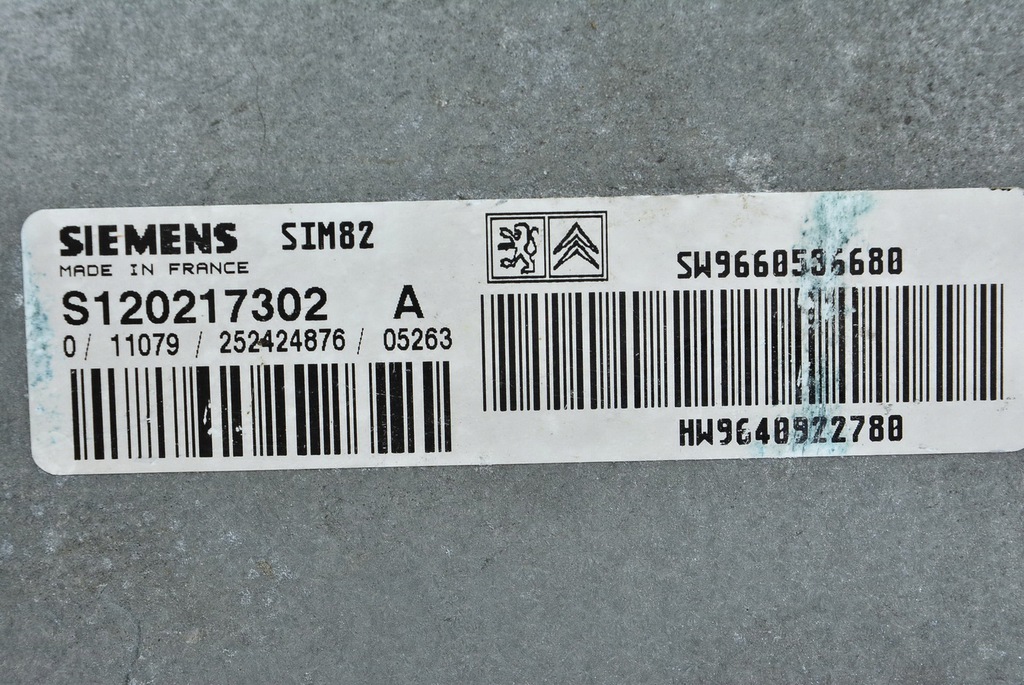 SIEMENS SIM82
MADE IN FRANCE
S120217302 A
0/ 11079 / 252424876 / 05263
SW9660536680
HW9640922780